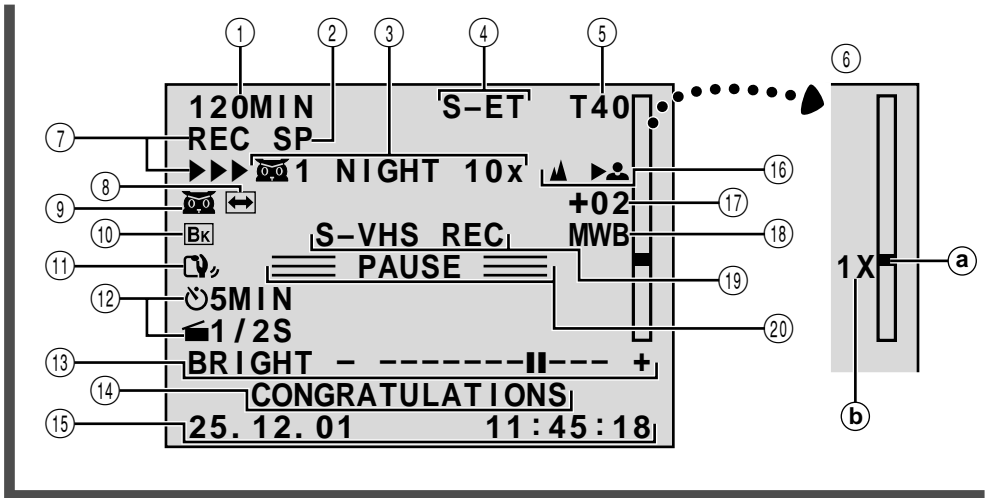 ① ② ③ ④ ⑤ ⑥
120MIN S–ET T40
⑦ REC SP
1 NIGHT 10x ⑯
⑧
⑨ +02 ⑰
⑩ BK S–VHS REC MWB ⑱
⑪ PAUSE ⑲
1X ⓐ
⑫ 5MIN
1/2S ⑳
⑬ BRIGHT – –––––––▮▮––– +
⑭ CONGRATULATIONS ⓑ
⑮ 25.12.01 11:45:18